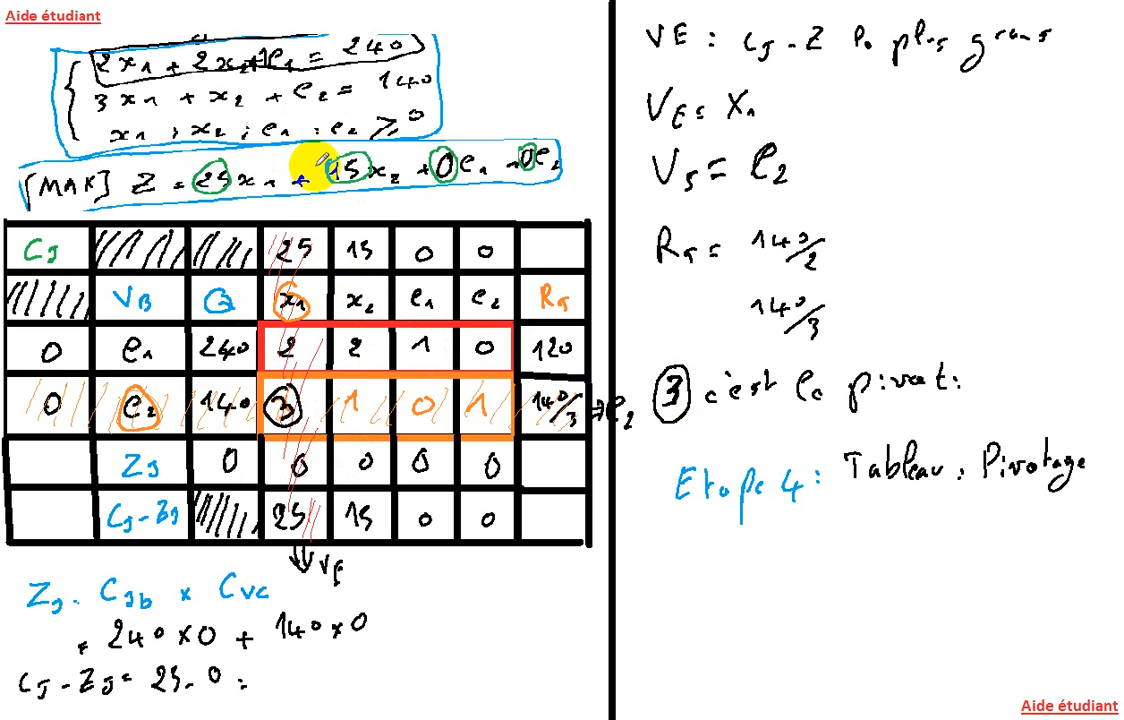 Aide étudiant
2x1 + 2x2 + e1 = 240
3x1 + x2 + e2 = 140
x1 ; x2 ; e1 ; e2 ≥ 0
[MAX] Z = 25x1 + 15x2 + 0e1 + 0e2
CJ 25 15 0 0
VB Q x1 x2 e1 e2 RT
0 e1 240 2 2 1 0 120
0 e2 140 3 1 0 1 140/3 ⇒ e2
ZJ 0 0 0 0 0
CJ-ZJ 25 15 0 0
VE
ZJ = CJb x Cvc
= 240 x 0 + 140 x 0
CJ - ZJ = 25 - 0 =
VE : CJ - Z le plus grand
VE = X1
VS = e2
RT = 140/2
140/3
3 c'est le pivot :
Etape 4 : Tableau : Pivotage
Aide étudiant